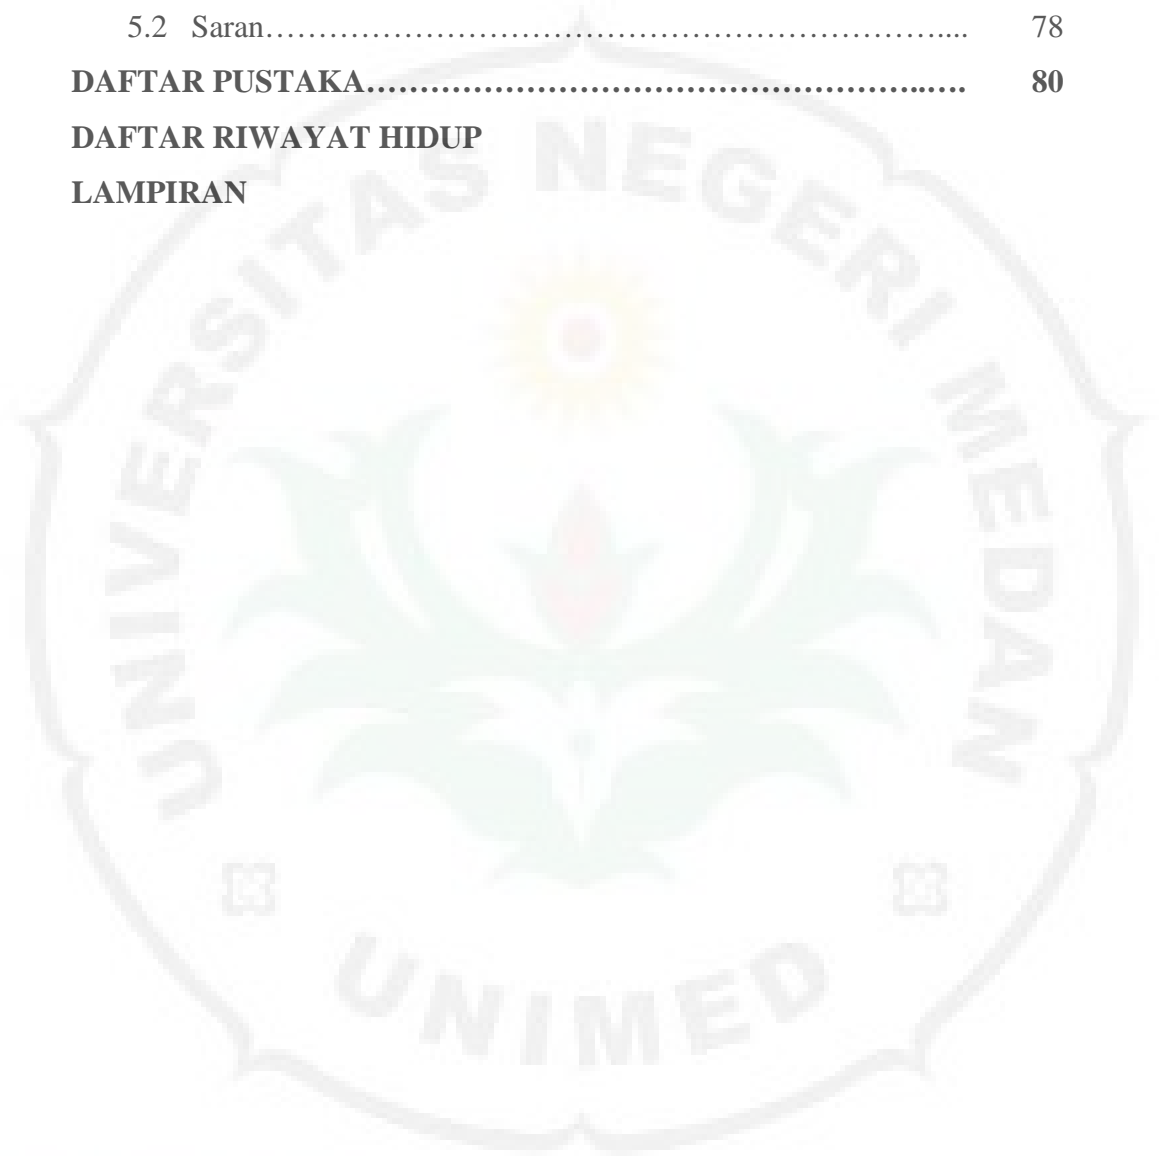 5.2 Saran………………………………………………………….... 78
DAFTAR PUSTAKA……………………………………………..…. 80
DAFTAR RIWAYAT HIDUP
LAMPIRAN
UNIVERSITAS NEGERI MEDAN
UNIMED